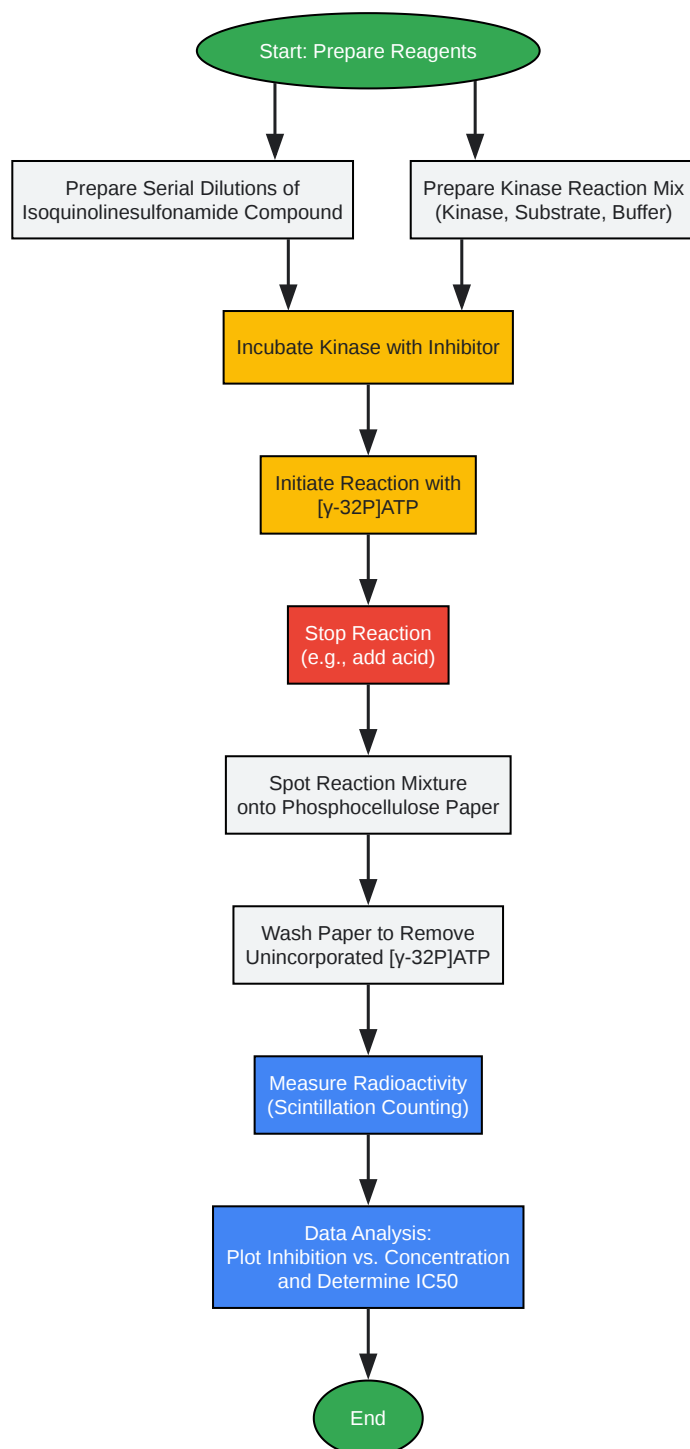 Start: Prepare Reagents
Prepare Serial Dilutions of
Isoquinolinesulfonamide Compound
Prepare Kinase Reaction Mix
(Kinase, Substrate, Buffer)
Incubate Kinase with Inhibitor
Initiate Reaction with
[γ-32P]ATP
Stop Reaction
(e.g., add acid)
Spot Reaction Mixture
onto Phosphocellulose Paper
Wash Paper to Remove
Unincorporated [γ-32P]ATP
Measure Radioactivity
(Scintillation Counting)
Data Analysis:
Plot Inhibition vs. Concentration
and Determine IC50
End